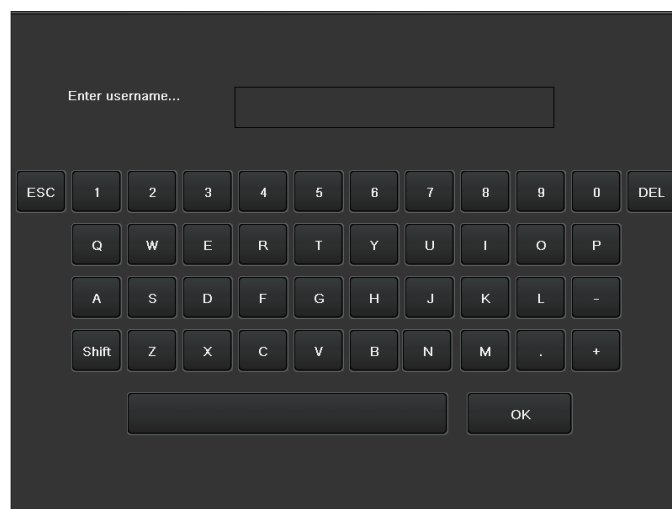 Enter username...
ESC 1 2 3 4 5 6 7 8 9 0 DEL
Q W E R T Y U I O P
A S D F G H J K L -
Shift Z X C V B N M . +
OK